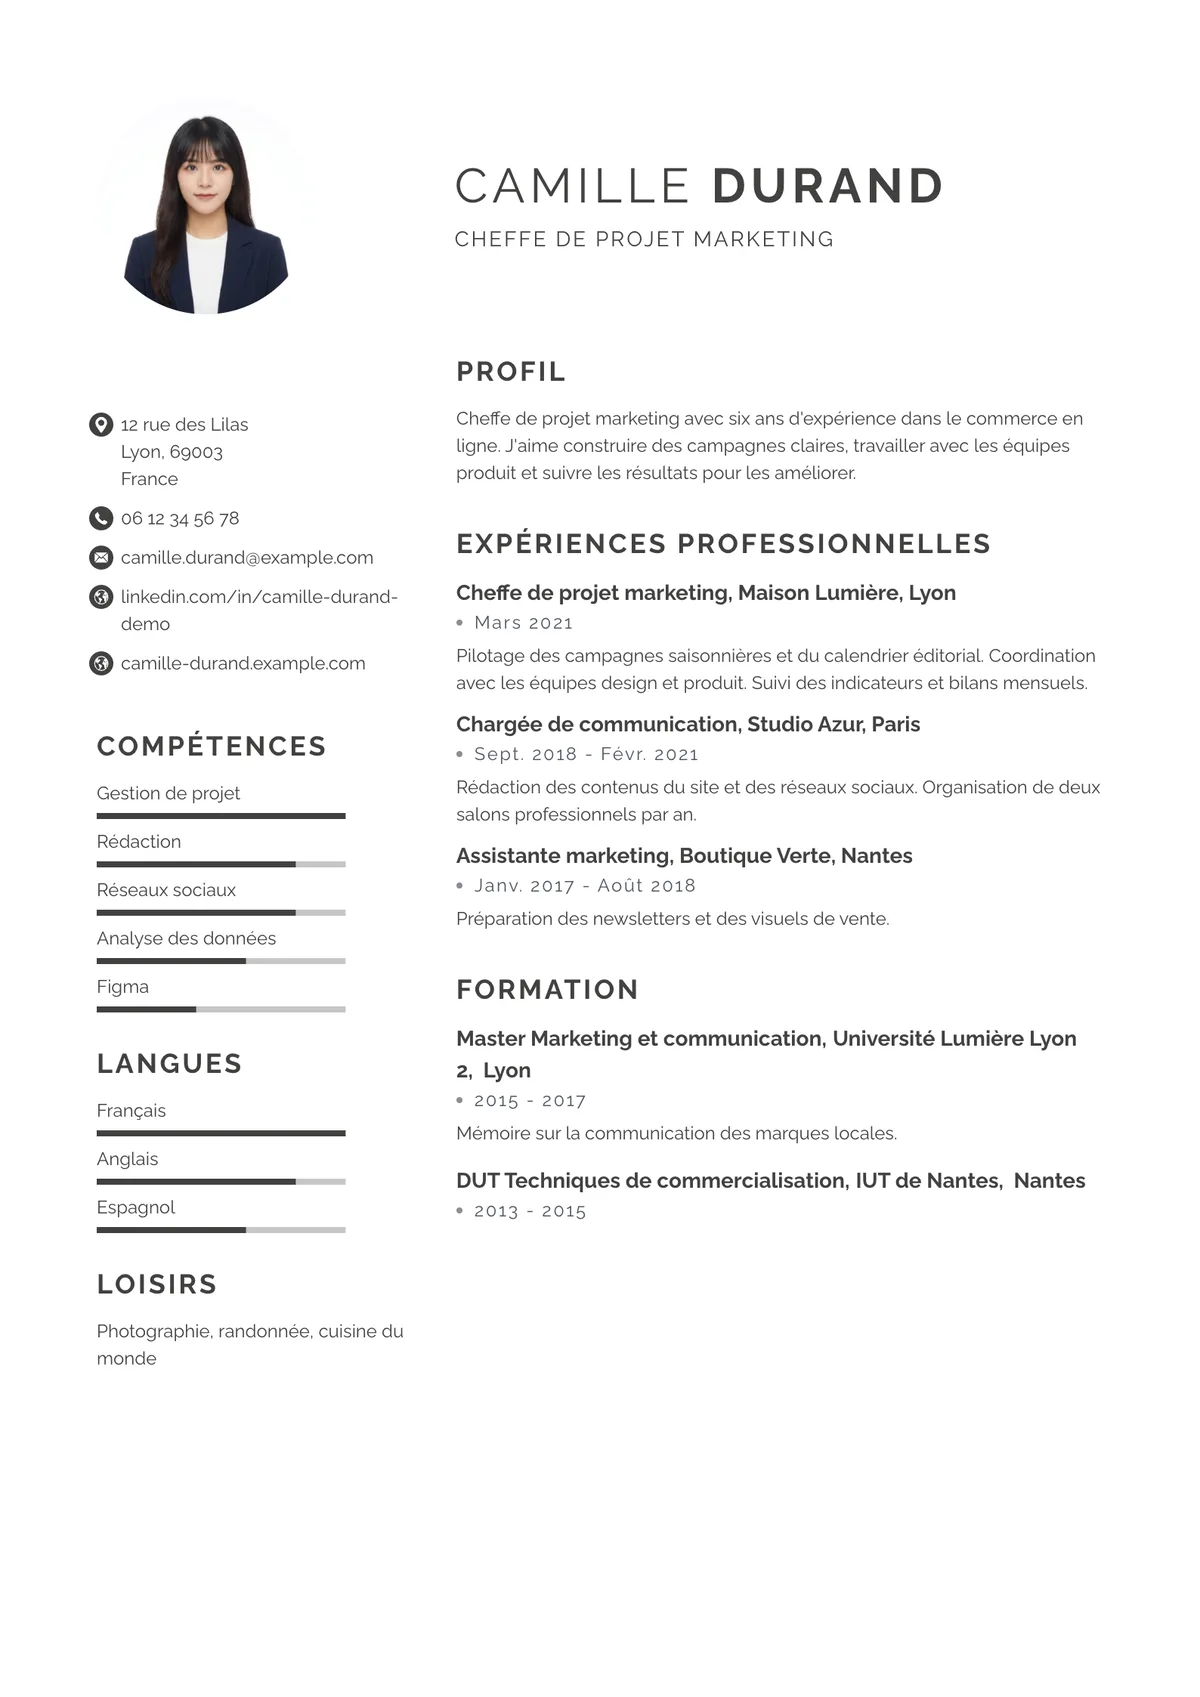 CAMILLE DURAND
CHEFFE DE PROJET MARKETING
12 rue des Lilas
Lyon, 69003
France
06 12 34 56 78
camille.durand@example.com
linkedin.com/in/camille-durand-
demo
camille-durand.example.com
COMPÉTENCES
Gestion de projet
Rédaction
Réseaux sociaux
Analyse des données
Figma
LANGUES
Français
Anglais
Espagnol
LOISIRS
Photographie, randonnée, cuisine du
monde
PROFIL
Cheffe de projet marketing avec six ans d'expérience dans le commerce en
ligne. J'aime construire des campagnes claires, travailler avec les équipes
produit et suivre les résultats pour les améliorer.
EXPÉRIENCES PROFESSIONNELLES
Cheffe de projet marketing, Maison Lumière, Lyon
• Mars 2021
Pilotage des campagnes saisonnières et du calendrier éditorial. Coordination
avec les équipes design et produit. Suivi des indicateurs et bilans mensuels.
Chargée de communication, Studio Azur, Paris
• Sept. 2018 - Févr. 2021
Rédaction des contenus du site et des réseaux sociaux. Organisation de deux
salons professionnels par an.
Assistante marketing, Boutique Verte, Nantes
• Janv. 2017 - Août 2018
Préparation des newsletters et des visuels de vente.
FORMATION
Master Marketing et communication, Université Lumière Lyon
2, Lyon
• 2015 - 2017
Mémoire sur la communication des marques locales.
DUT Techniques de commercialisation, IUT de Nantes, Nantes
• 2013 - 2015